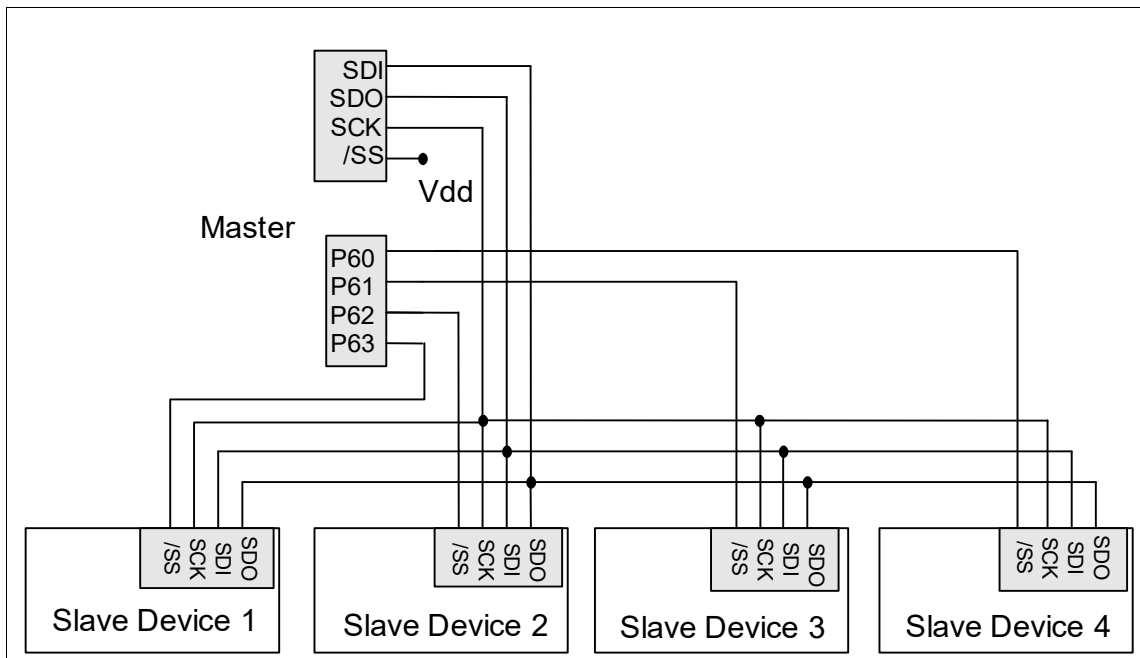 SDI
SDO
SCK
/SS
Vdd
Master
P60
P61
P62
P63
/SS
SCK
SDI
SDO
Slave Device 1
/SS
SCK
SDI
SDO
Slave Device 2
/SS
SCK
SDI
SDO
Slave Device 3
/SS
SCK
SDI
SDO
Slave Device 4